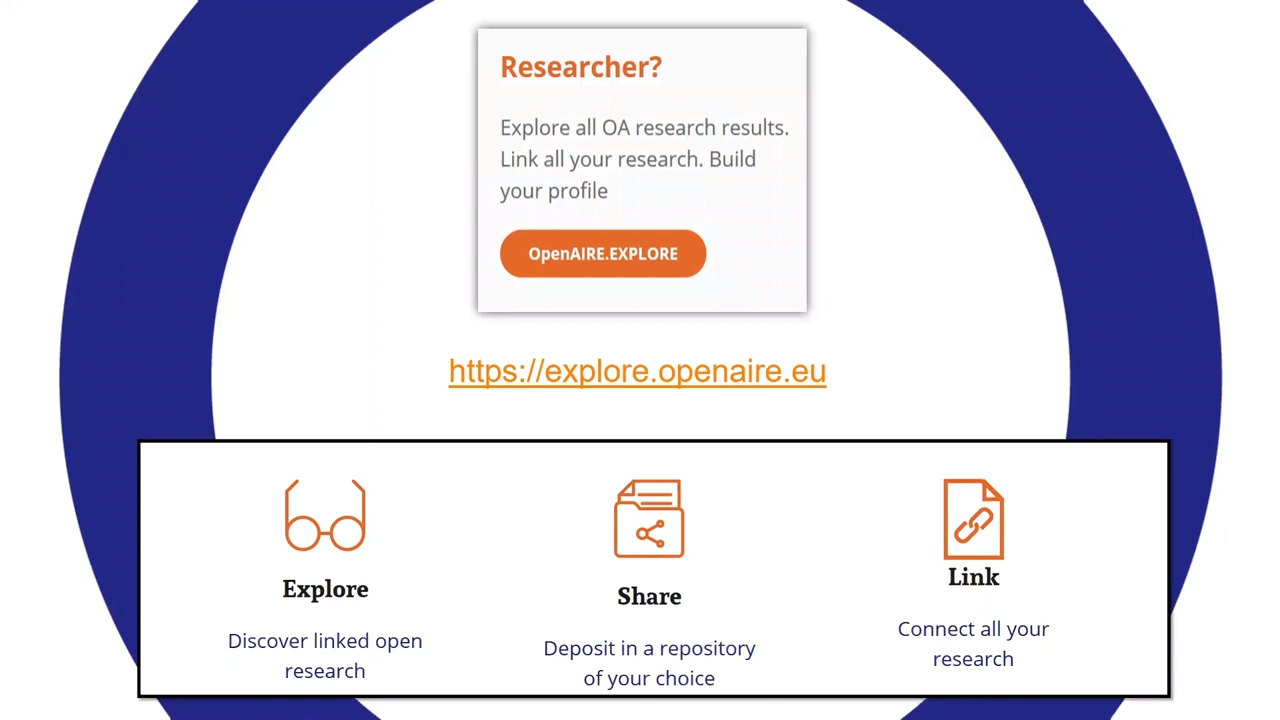 Researcher?
Explore all OA research results.
Link all your research. Build
your profile
OpenAIRE.EXPLORE
https://explore.openaire.eu
Explore
Discover linked open
research
Share
Deposit in a repository
of your choice
Link
Connect all your
research